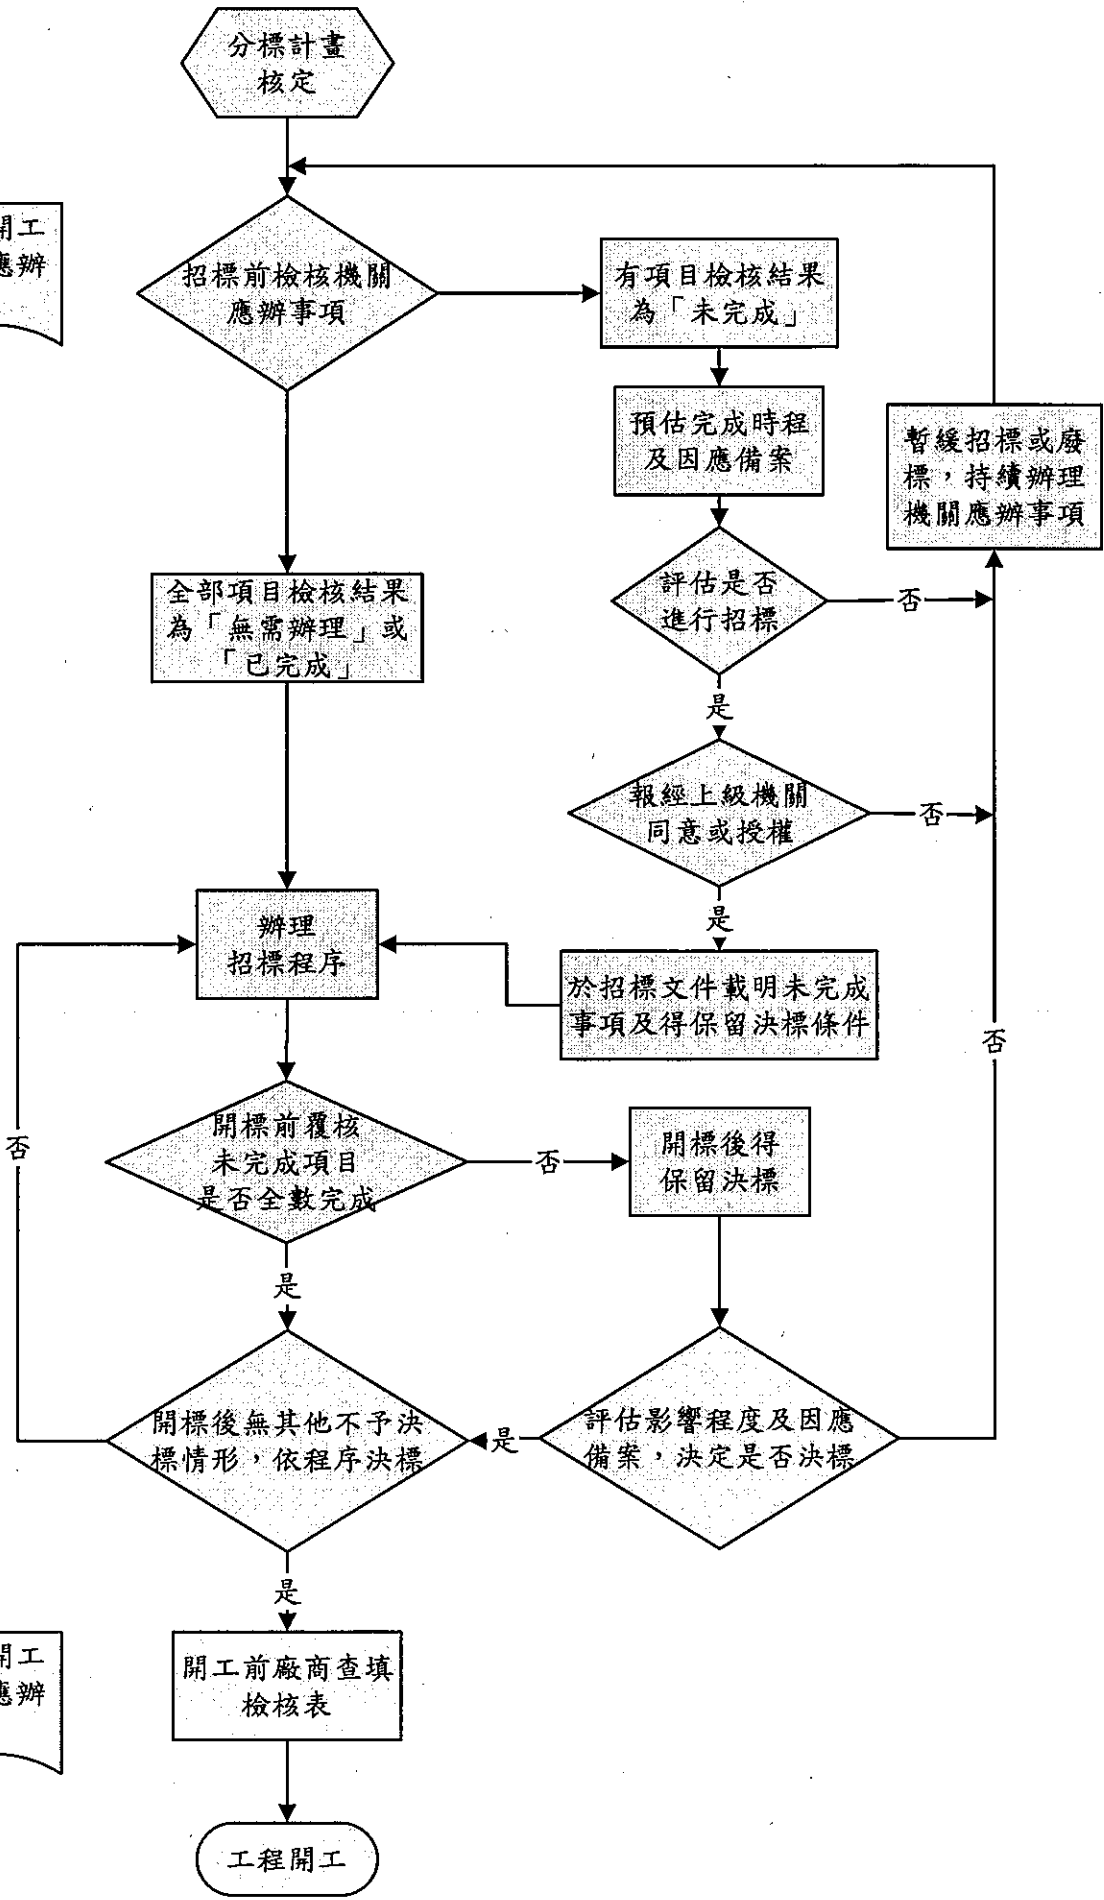 分標計畫
核定
開工
應辦
招標前檢核機關
應辦事項
有項目檢核結果
為「未完成」
預估完成時程
及因應備案
暫緩招標或廢
標，持續辦理
機關應辦事項
評估是否
進行招標
否
全部項目檢核結果
為「無需辦理」或
「已完成」
是
報經上級機關
同意或授權
否
是
辦理
招標程序
於招標文件載明未完成
事項及得保留決標條件
否
開標前覆核
未完成項目
是否全數完成
否
開標後得
保留決標
否
是
開標後無其他不予決
標情形，依程序決標
是
評估影響程度及因應
備案，決定是否決標
是
開工
應辦
開工前廠商查填
檢核表
工程開工